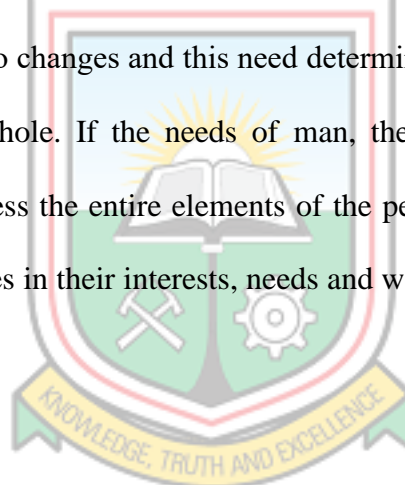 o changes and this need determin
hole. If the needs of man, the
ess the entire elements of the pe
es in their interests, needs and w
KNOWLEDGE, TRUTH AND EXCELLENCE